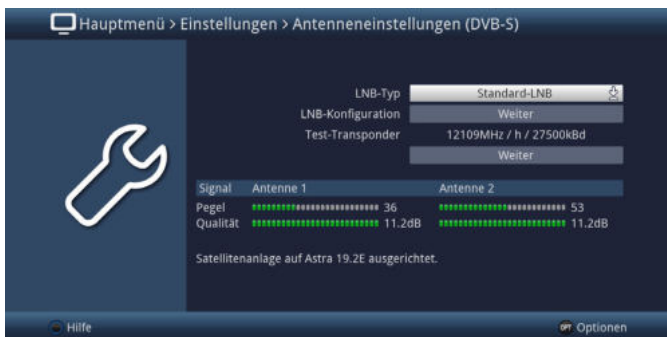 Hauptmenü > Einstellungen > Antenneneinstellungen (DVB-S)
LNB-Typ Standard-LNB
LNB-Konfiguration Weiter
Test-Transponder 12109MHz / h / 27500kBd
Weiter
Signal Antenne 1 Antenne 2
Pegel 36 53
Qualität 11.2dB 11.2dB
Satellitenanlage auf Astra 19.2E ausgerichtet.
Hilfe OPT Optionen